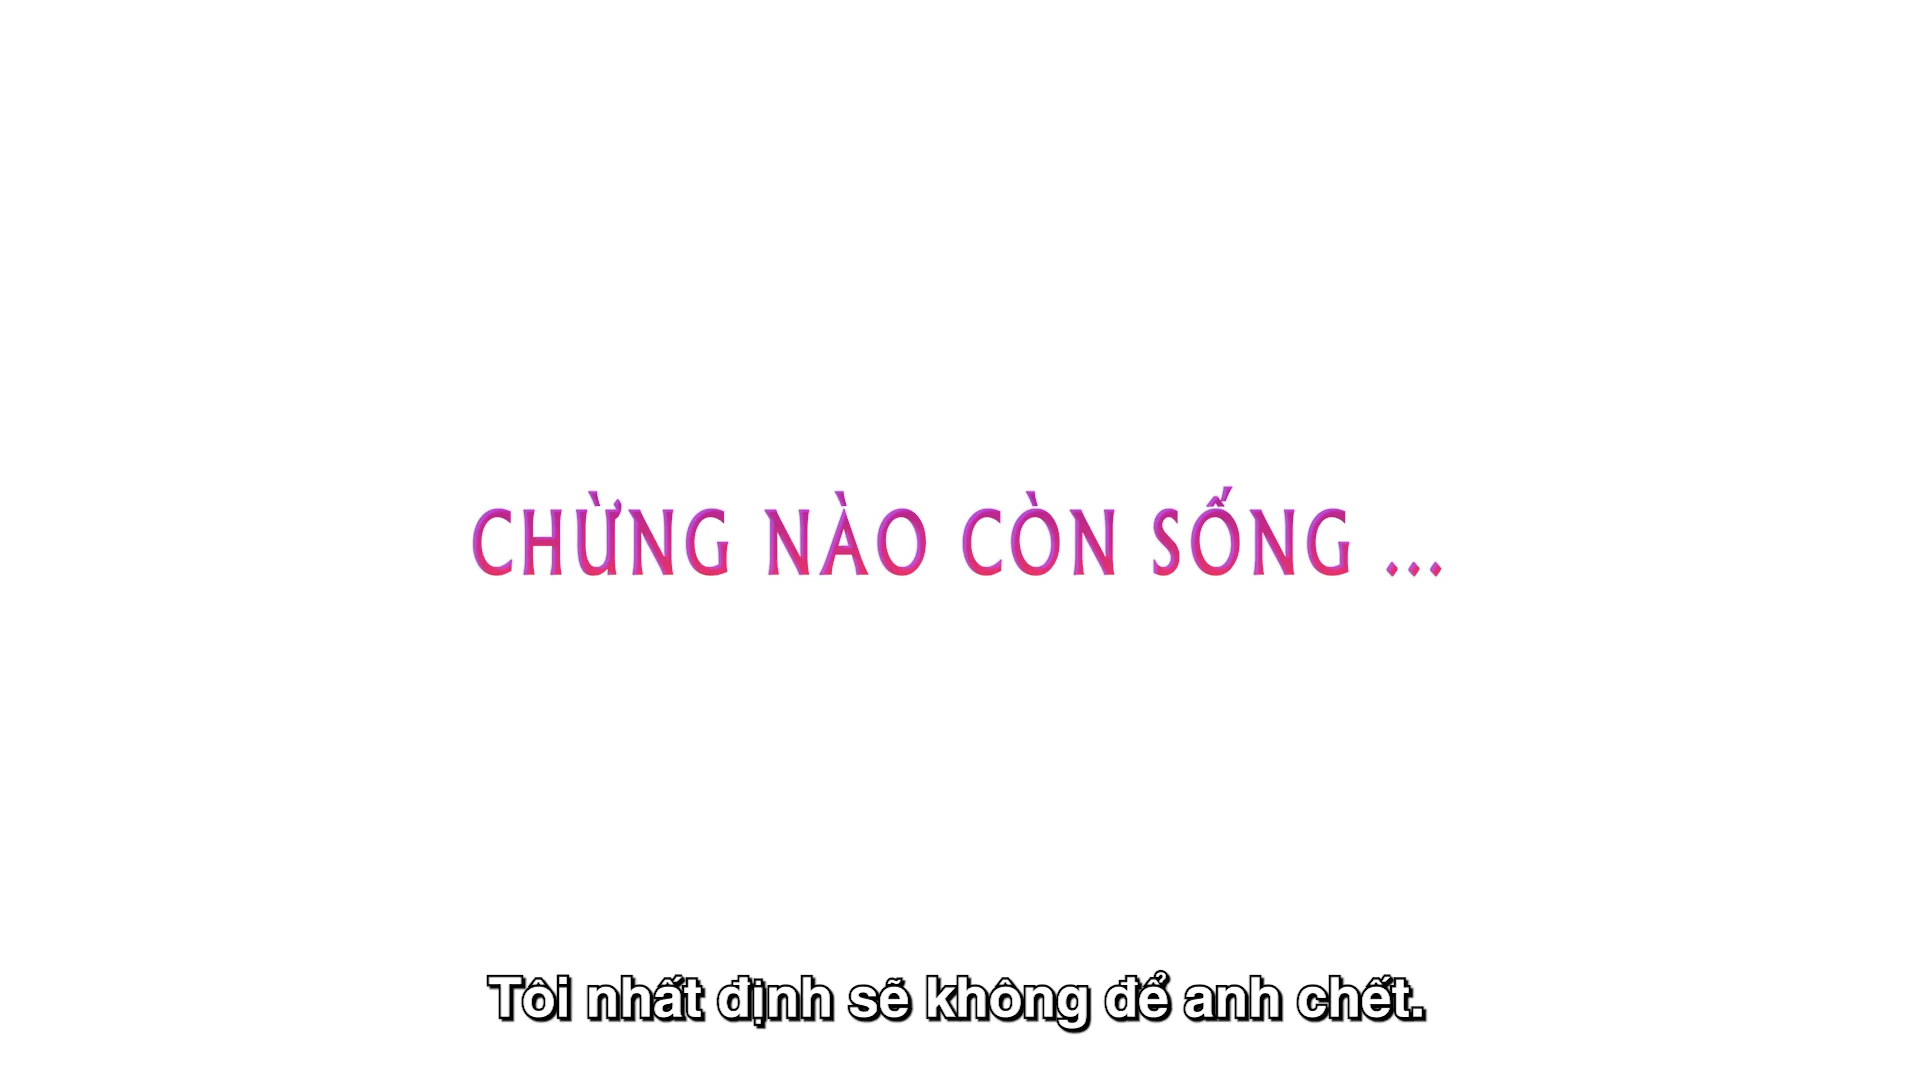 CHỪNG NÀO CÒN SỐNG ...
Tôi nhất định sẽ không để anh chết.